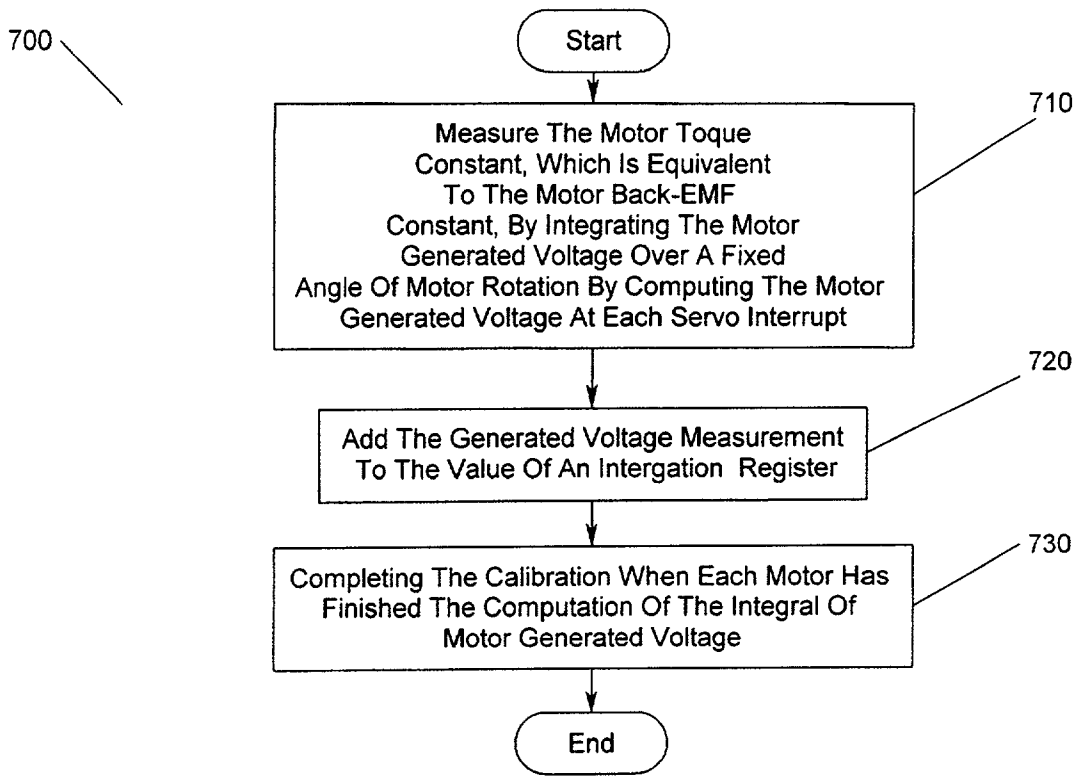 700
Start
710
Measure The Motor Toque
Constant, Which Is Equivalent
To The Motor Back-EMF
Constant, By Integrating The Motor
Generated Voltage Over A Fixed
Angle Of Motor Rotation By Computing The Motor
Generated Voltage At Each Servo Interrupt
720
Add The Generated Voltage Measurement
To The Value Of An Intergation Register
730
Completing The Calibration When Each Motor Has
Finished The Computation Of The Integral Of
Motor Generated Voltage
End